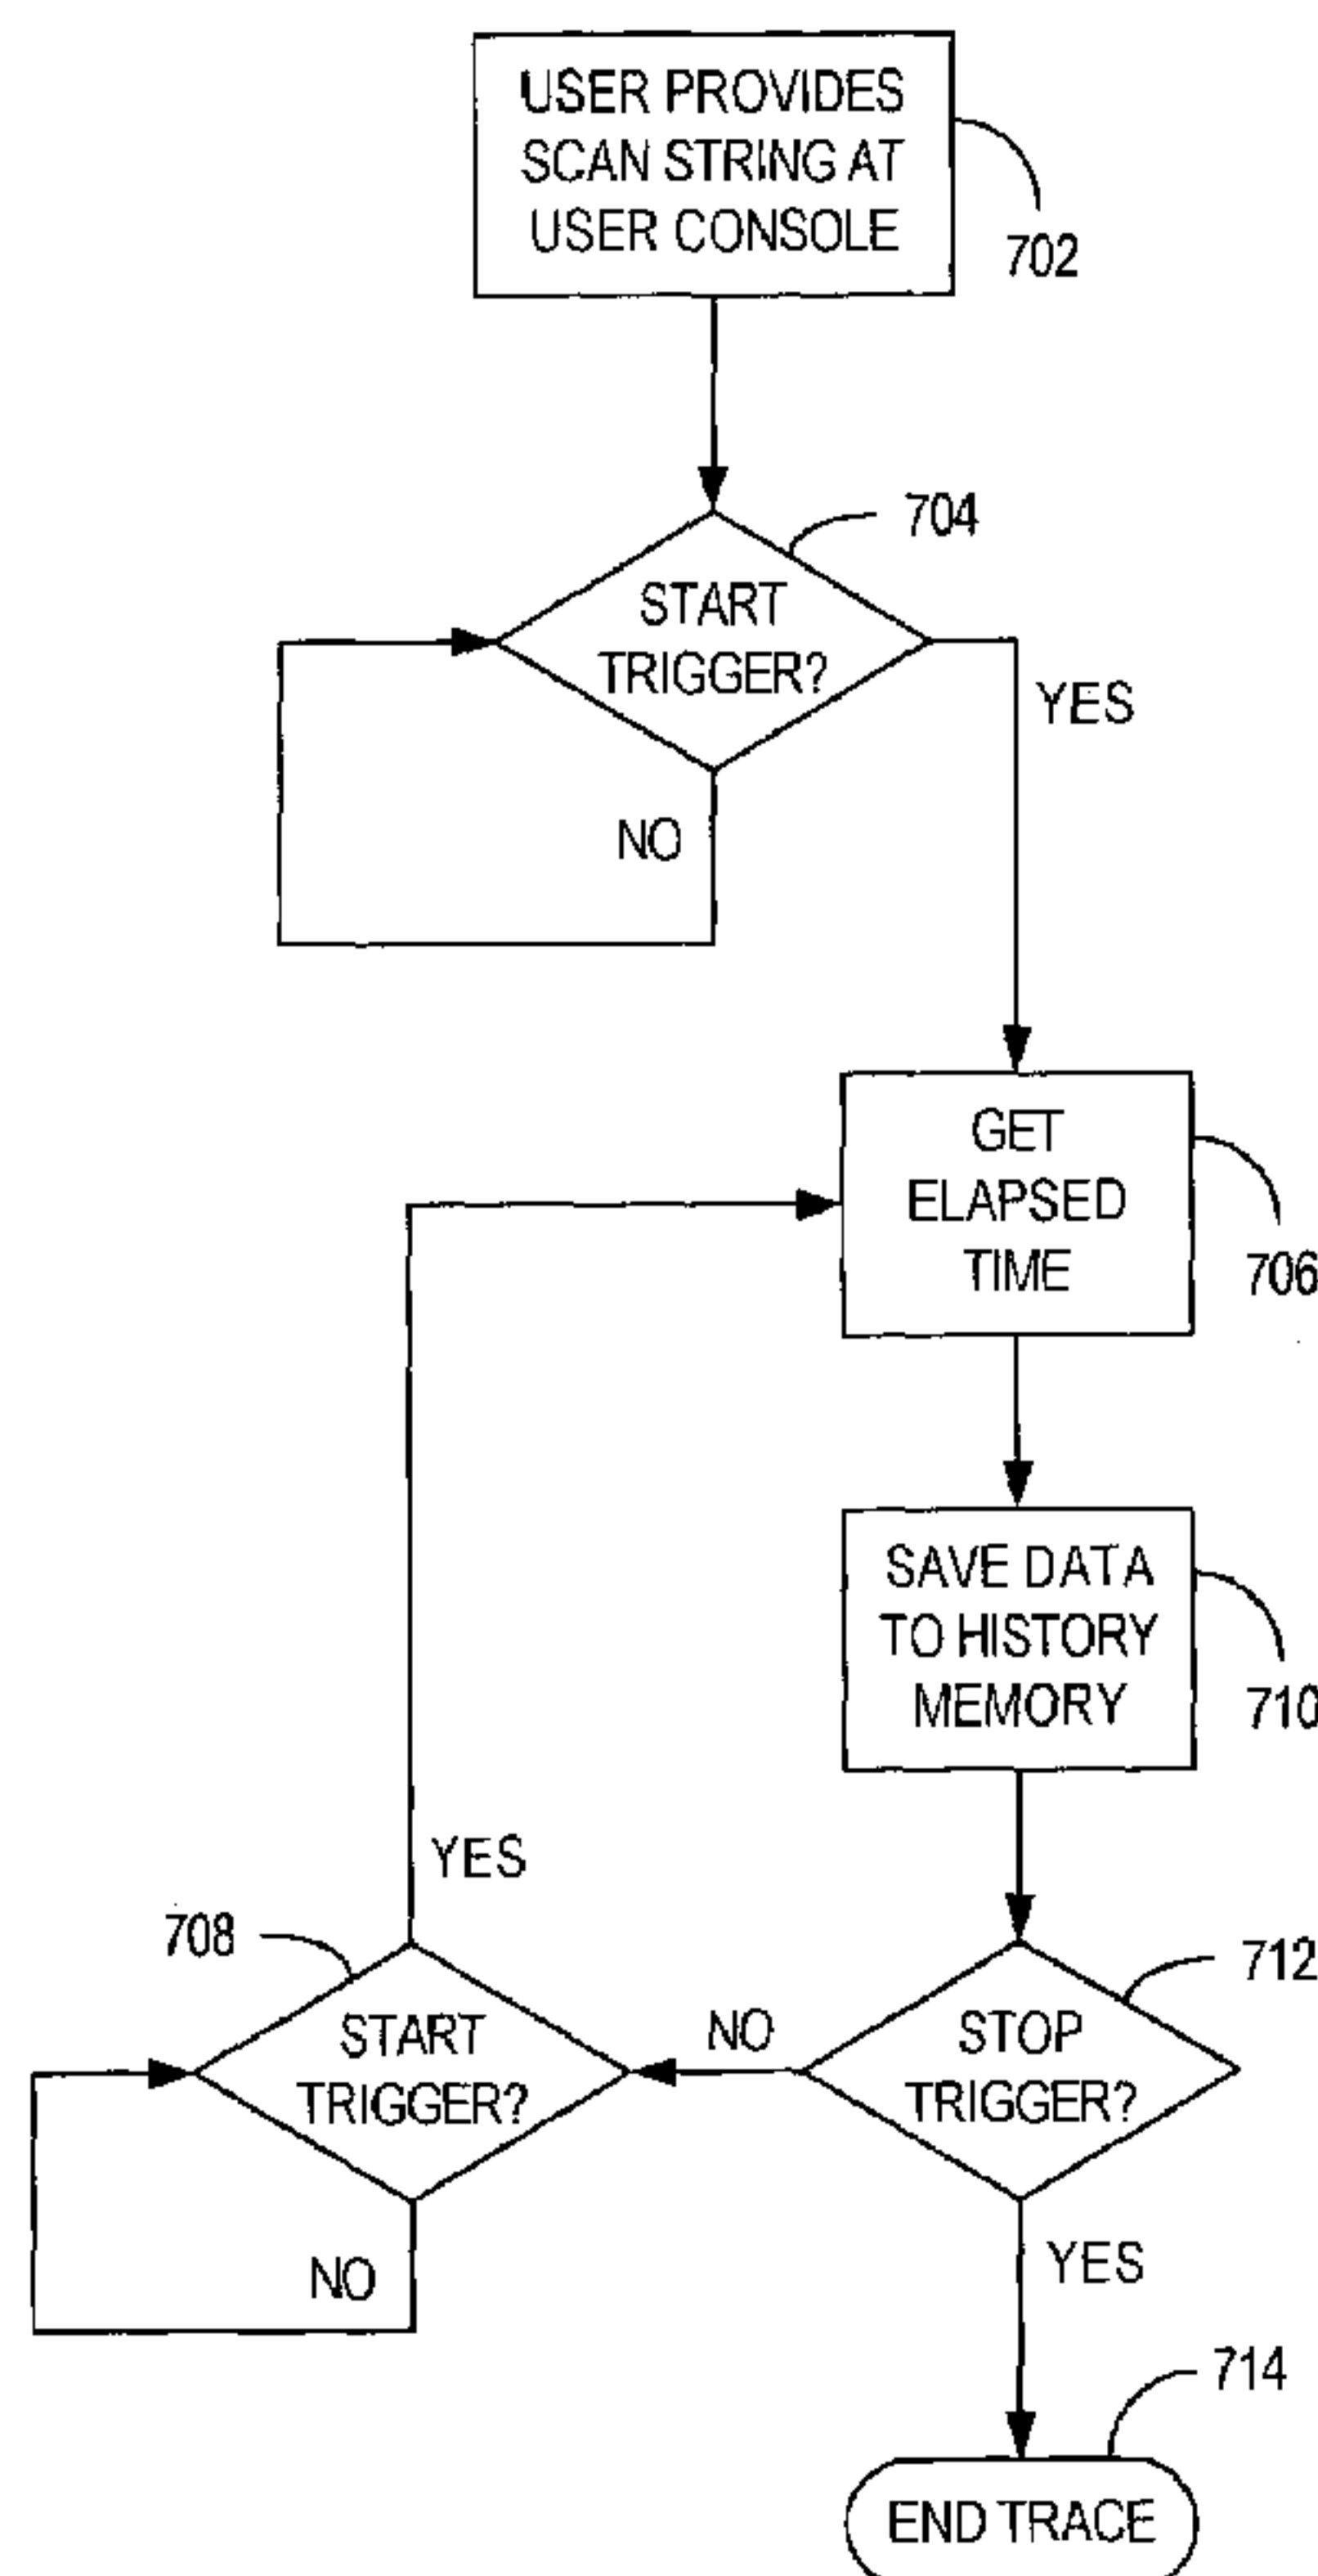 USER PROVIDES
SCAN STRING AT
USER CONSOLE
702
704
START
TRIGGER?
YES
NO
GET
ELAPSED
TIME
706
SAVE DATA
TO HISTORY
MEMORY
710
YES
708
712
START
TRIGGER?
NO
STOP
TRIGGER?
NO
YES
714
END TRACE